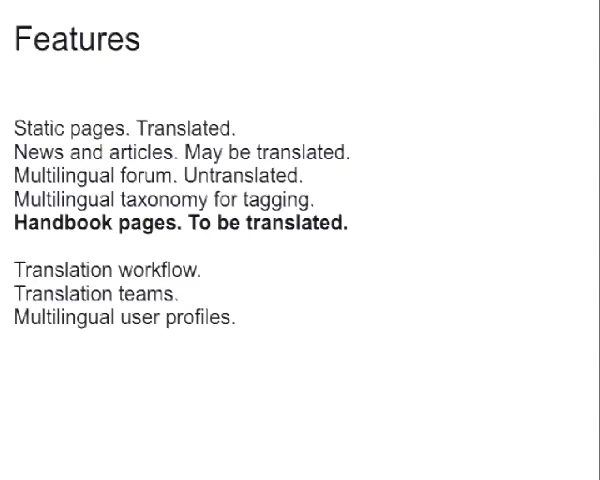 Features
Static pages. Translated.
News and articles. May be translated.
Multilingual forum. Untranslated.
Multilingual taxonomy for tagging.
Handbook pages. To be translated.
Translation workflow.
Translation teams.
Multilingual user profiles.